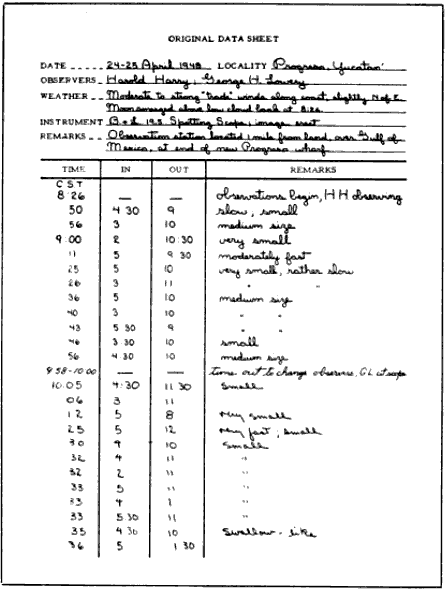 ORIGINAL DATA SHEET
DATE -- 24-25 April 1948 LOCALITY Progreso, Yucatan
OBSERVERS - Harold Harry; George H. Lowery
WEATHER -- Moderate to strong "trade" winds along coast, slightly N of E.
Moon emerged above low cloud bank at 8:26.
INSTRUMENT B.+L. 19.5 Spotting Scope; image erect
REMARKS -- Observation station located 1 mile from land, over Gulf of
Mexico, at end of new Progreso wharf
TIME IN OUT REMARKS
CST
8:26 — — observations begin, HH observing
50 4 30 9 slow, small
56 3 10 medium size
9:00 2 10:30 very small
11 5 9 30 moderately fast
25 5 10 very small, rather slow
26 3 11 " "
36 5 10 medium size
40 3 10 " "
43 5 30 9 " "
46 3 30 10 small
56 4 30 10 medium size
9:58-10:00 — — time out to change observers, GL at scope
10:05 4:30 11 30 Small
06 3 11
12 5 8 very small
25 5 12 very fast; small
30 4 10 Small
32 4 11 "
32 2 11 "
33 5 11 "
33 4 1 "
33 5 30 11 "
35 4 30 10 Swallow-like
36 5 1 30